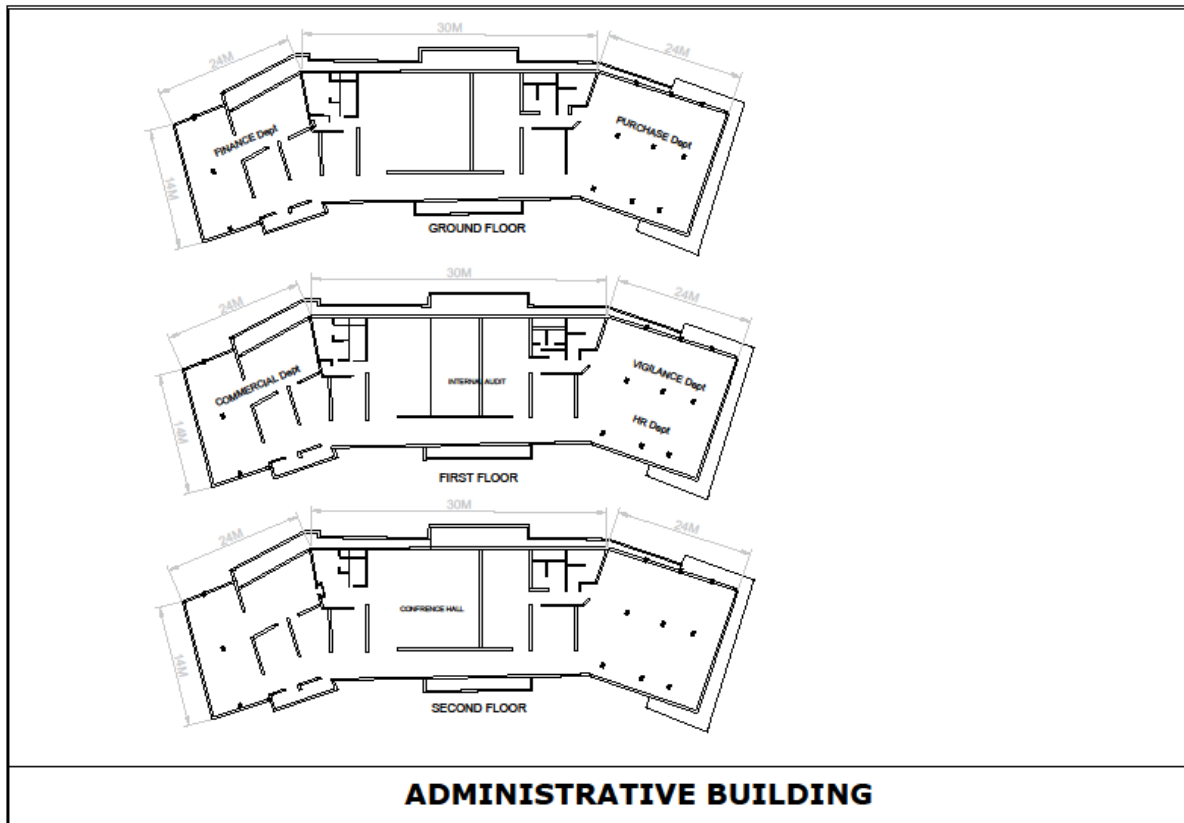 30M
24M
24M
14M
FINANCE Dept
PURCHASE Dept
GROUND FLOOR
30M
24M
24M
14M
COMMERCIAL Dept
INTERNAL AUDIT
VIGILANCE Dept
HR Dept
FIRST FLOOR
30M
24M
24M
14M
CONFRENCE HALL
SECOND FLOOR
ADMINISTRATIVE BUILDING